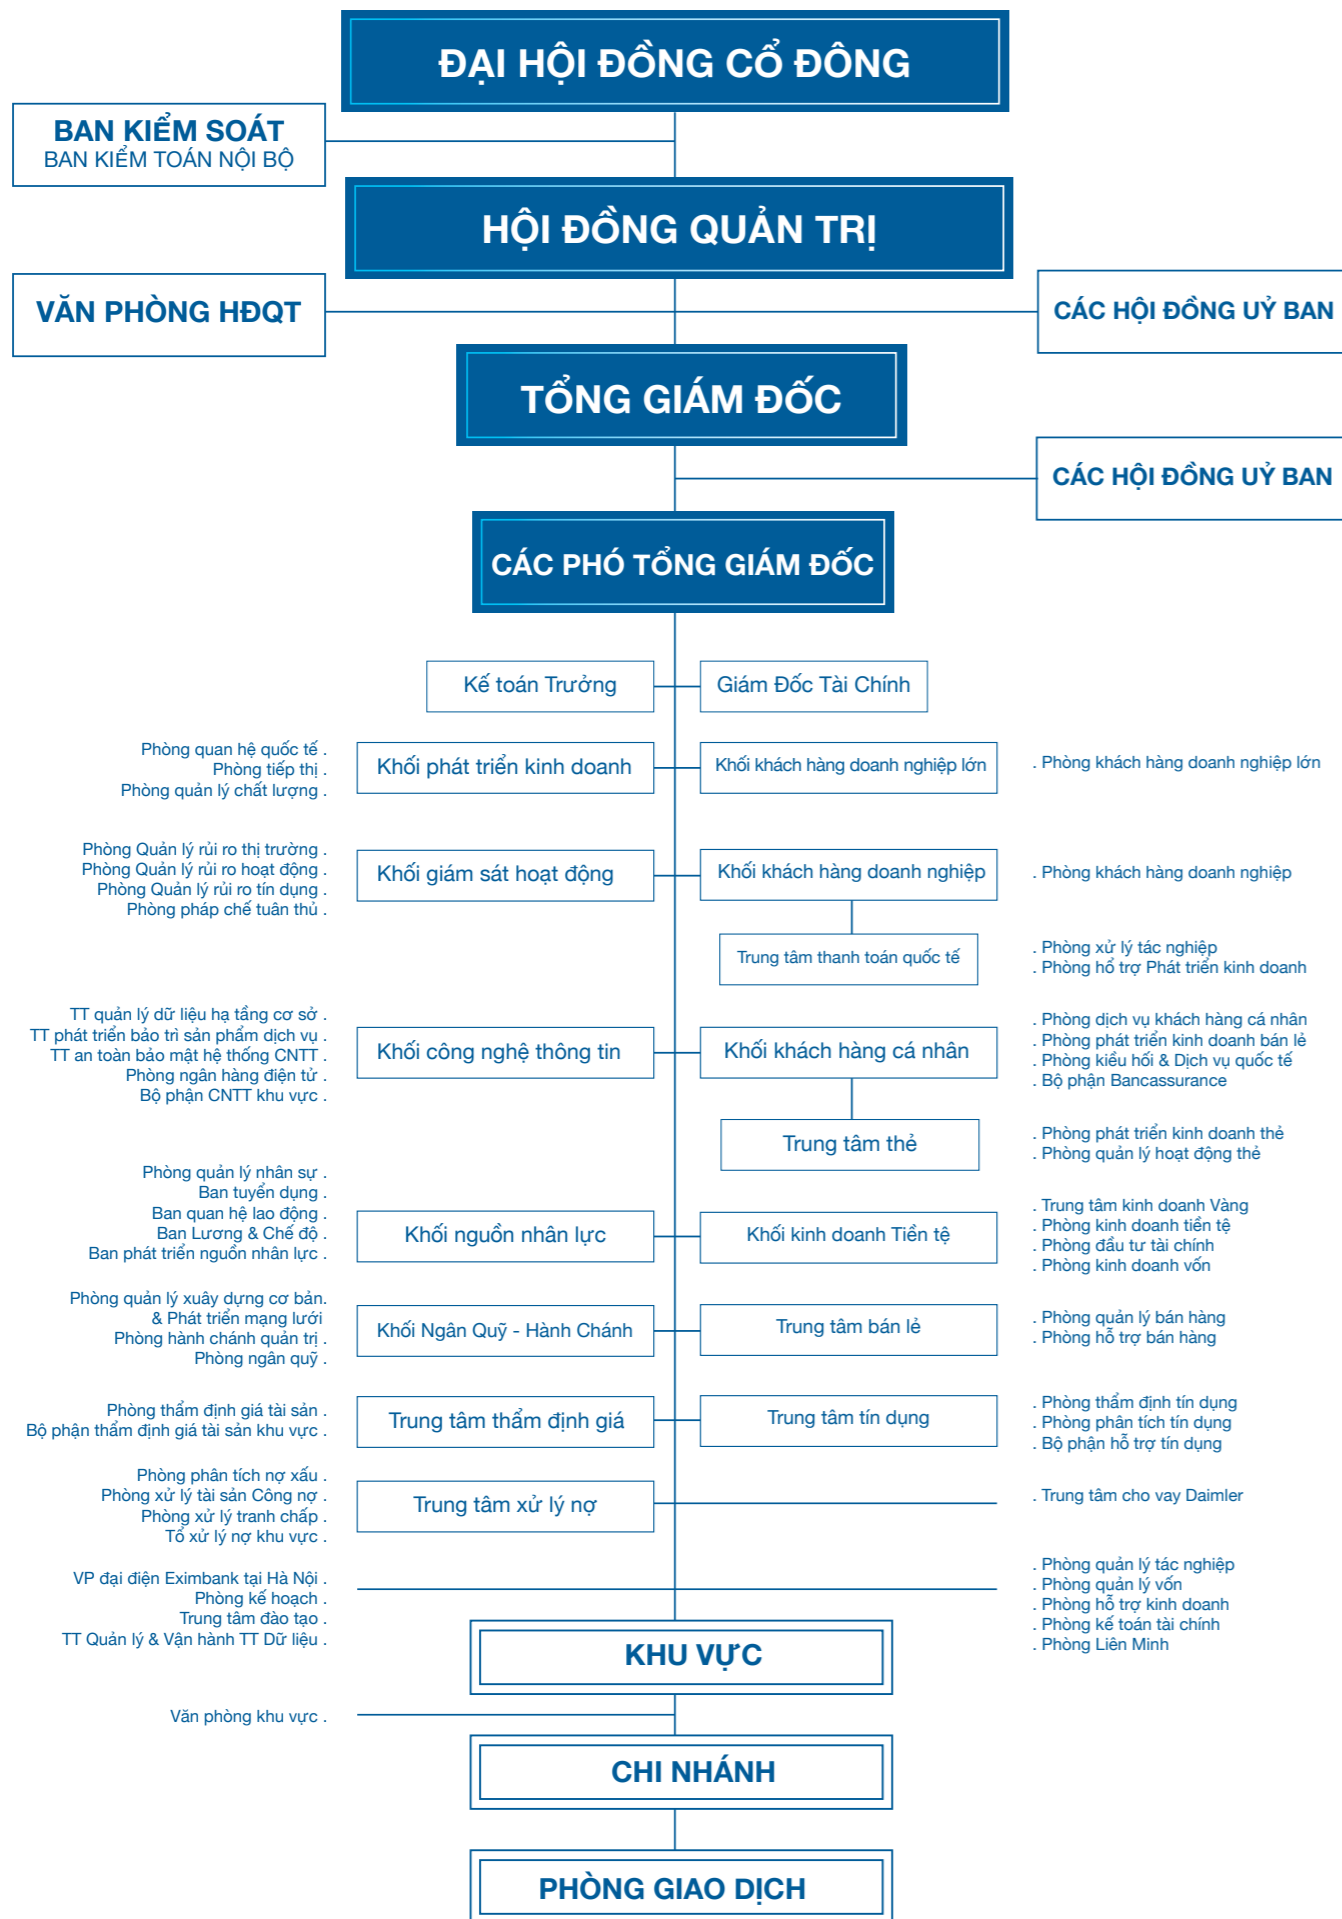 ĐẠI HỘI ĐỒNG CỔ ĐÔNG
BAN KIỂM SOÁT
BAN KIỂM TOÁN NỘI BỘ
HỘI ĐỒNG QUẢN TRỊ
VĂN PHÒNG HĐQT
CÁC HỘI ĐỒNG UỶ BAN
TỔNG GIÁM ĐỐC
CÁC HỘI ĐỒNG UỶ BAN
CÁC PHÓ TỔNG GIÁM ĐỐC
Kế toán Trưởng
Giám Đốc Tài Chính
Phòng quan hệ quốc tế .
Phòng tiếp thị .
Phòng quản lý chất lượng .
Khối phát triển kinh doanh
Khối khách hàng doanh nghiệp lớn
. Phòng khách hàng doanh nghiệp lớn
Phòng Quản lý rủi ro thị trường .
Phòng Quản lý rủi ro hoạt động .
Phòng Quản lý rủi ro tín dụng .
Phòng pháp chế tuân thủ .
Khối giám sát hoạt động
Khối khách hàng doanh nghiệp
. Phòng khách hàng doanh nghiệp
Trung tâm thanh toán quốc tế
. Phòng xử lý tác nghiệp
. Phòng hổ trợ Phát triển kinh doanh
TT quản lý dữ liệu hạ tầng cơ sở .
TT phát triển bảo trì sản phẩm dịch vụ .
TT an toàn bảo mật hệ thống CNTT .
Phòng ngân hàng điện tử .
Bộ phận CNTT khu vực .
Khối công nghệ thông tin
Khối khách hàng cá nhân
. Phòng dịch vụ khách hàng cá nhân
. Phòng phát triển kinh doanh bán lẻ
. Phòng kiều hối & Dịch vụ quốc tế
. Bộ phận Bancassurance
Trung tâm thẻ
. Phòng phát triển kinh doanh thẻ
. Phòng quản lý hoạt động thẻ
Phòng quản lý nhân sự .
Ban tuyển dụng .
Ban quan hệ lao động .
Ban Lương & Chế độ .
Ban phát triển nguồn nhân lực .
Khối nguồn nhân lực
Khối kinh doanh Tiền tệ
. Trung tâm kinh doanh Vàng
. Phòng kinh doanh tiền tệ
. Phòng đầu tư tài chính
. Phòng kinh doanh vốn
Phòng quản lý xuây dựng cơ bản.
& Phát triển mạng lưới
Phòng hành chánh quản trị .
Phòng ngân quỹ .
Khối Ngân Quỹ - Hành Chánh
Trung tâm bán lẻ
. Phòng quản lý bán hàng
. Phòng hỗ trợ bán hàng
Phòng thẩm định giá tài sản .
Bộ phận thẩm định giá tài sản khu vực .
Trung tâm thẩm định giá
Trung tâm tín dụng
. Phòng thẩm định tín dụng
. Phòng phân tích tín dụng
. Bộ phận hỗ trợ tín dụng
Phòng phân tích nợ xấu .
Phòng xử lý tài sản Công nợ .
Phòng xử lý tranh chấp .
Tổ xử lý nợ khu vực .
Trung tâm xử lý nợ
. Trung tâm cho vay Daimler
VP đại điện Eximbank tại Hà Nội .
Phòng kế hoạch .
Trung tâm đào tạo .
TT Quản lý & Vận hành TT Dữ liệu .
. Phòng quản lý tác nghiệp
. Phòng quản lý vốn
. Phòng hỗ trợ kinh doanh
. Phòng kế toán tài chính
. Phòng Liên Minh
KHU VỰC
Văn phòng khu vực .
CHI NHÁNH
PHÒNG GIAO DỊCH